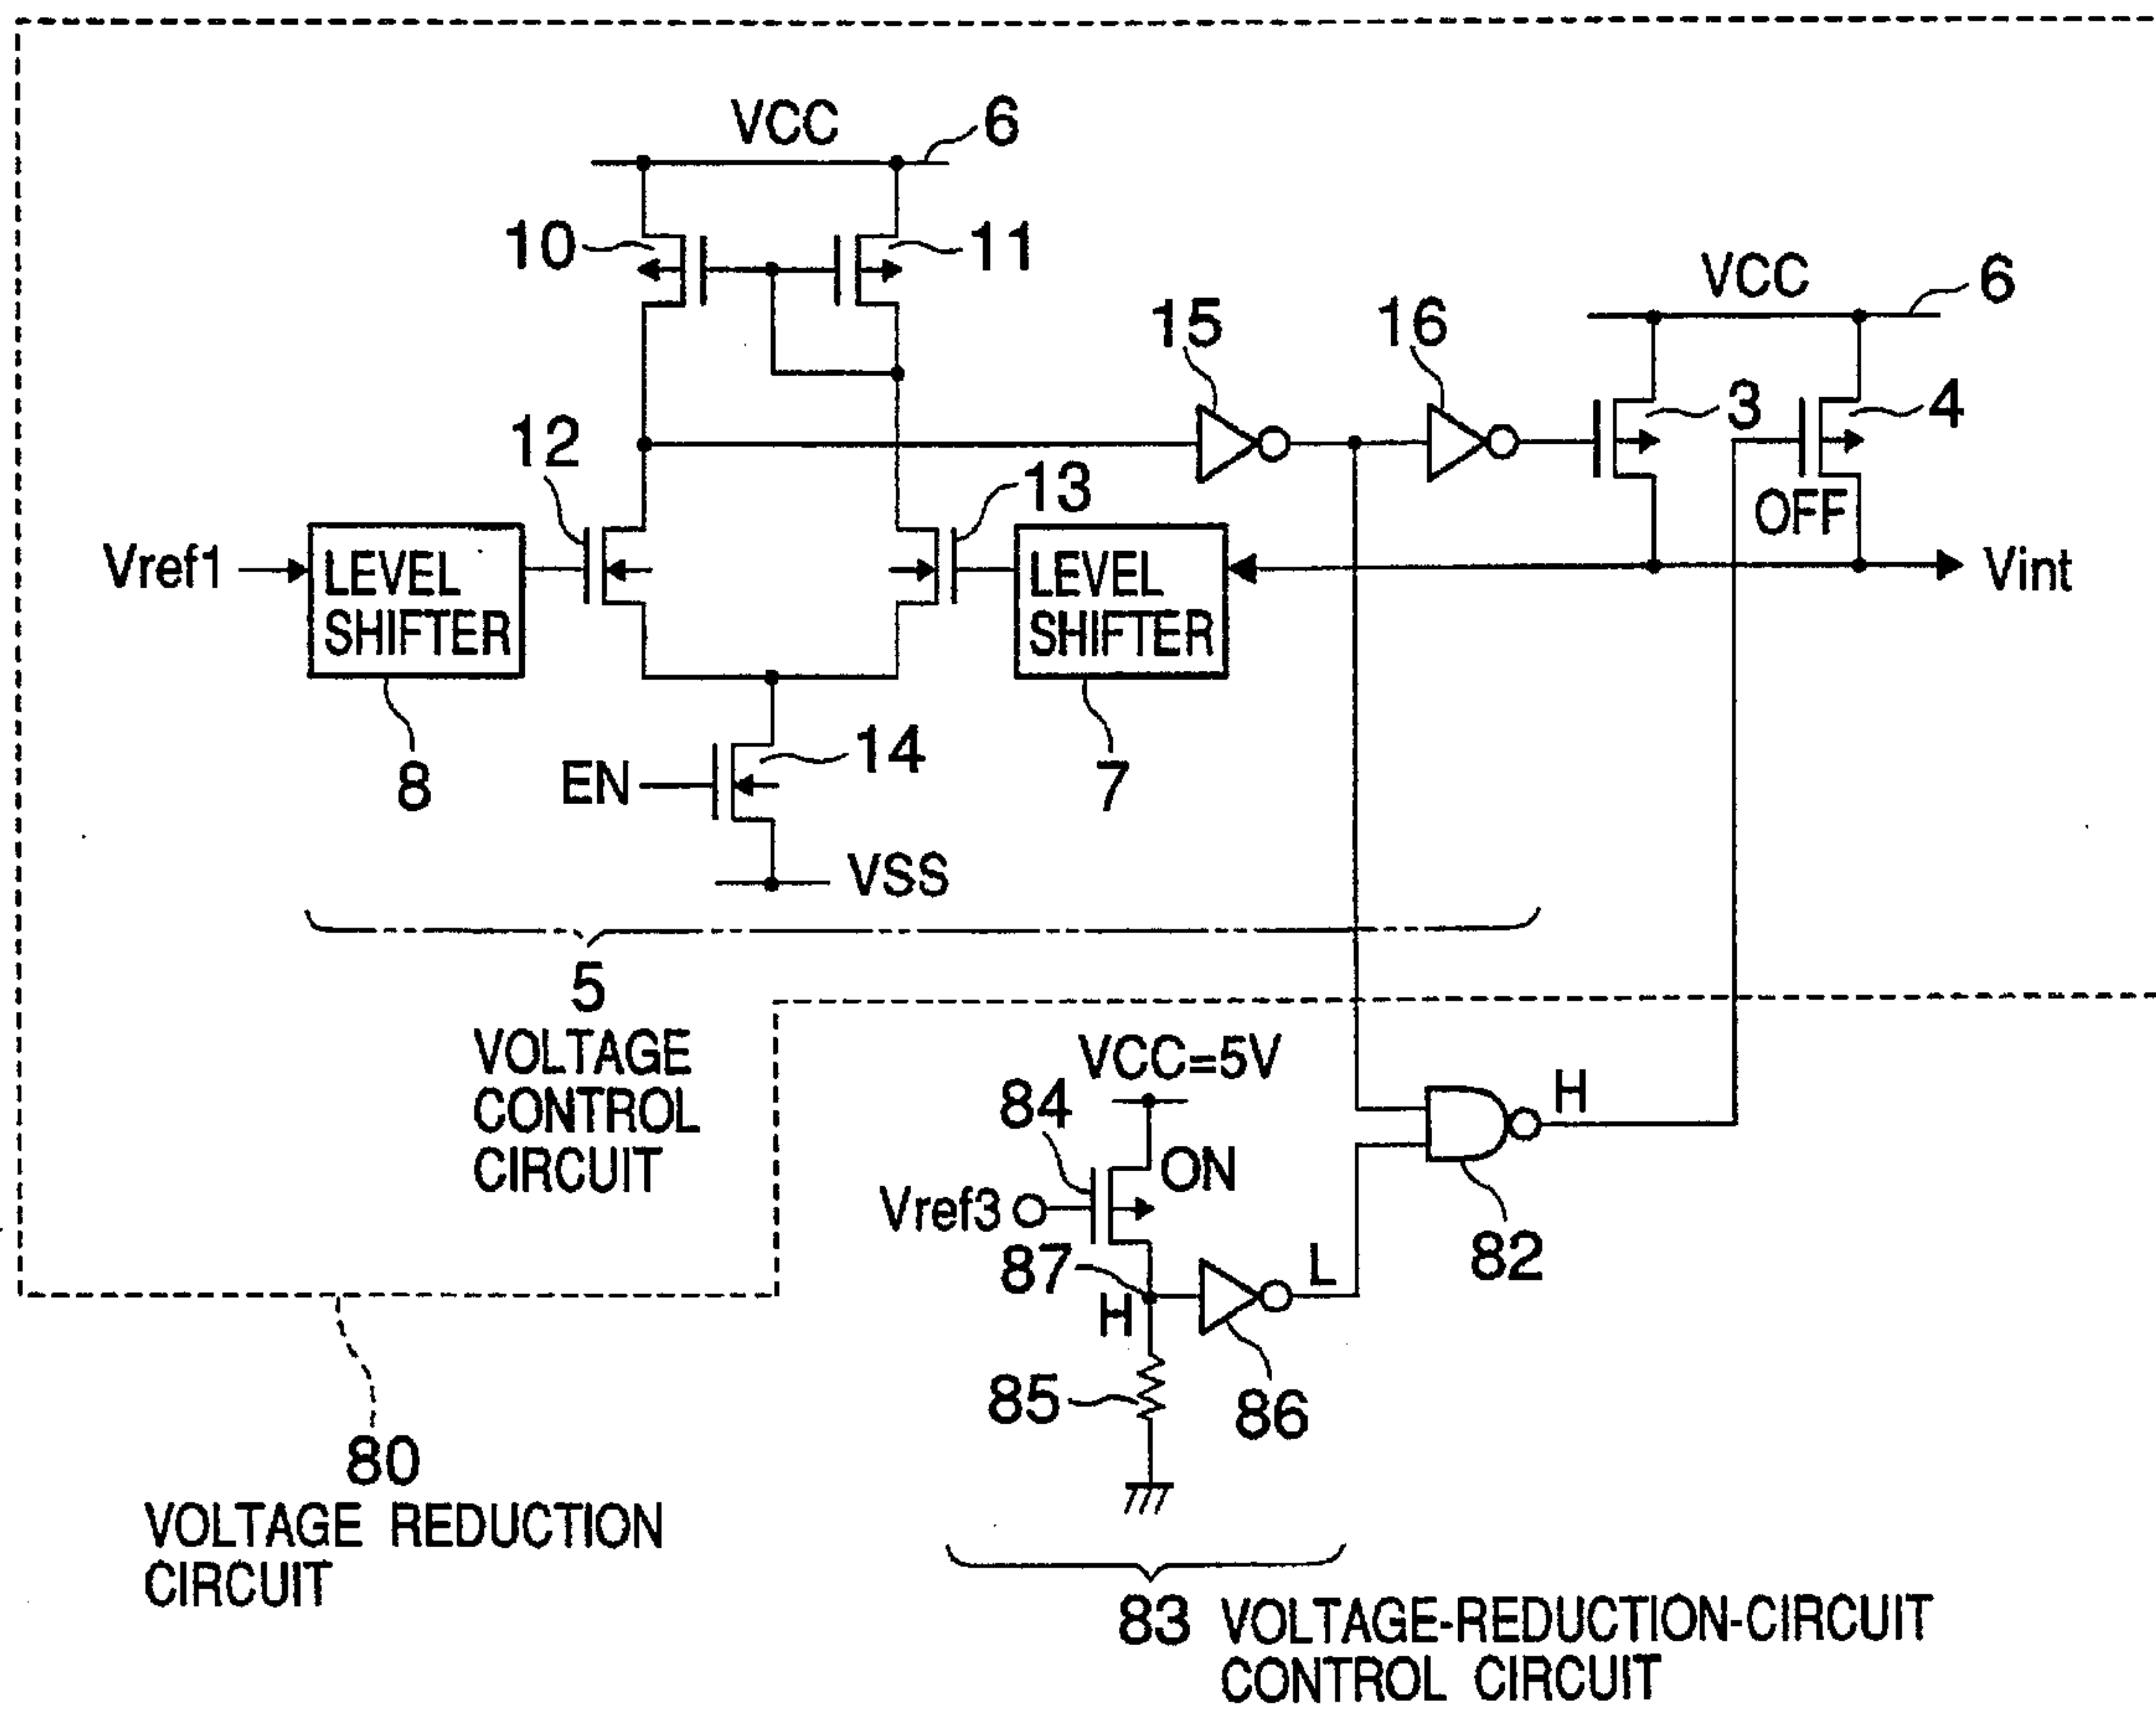 VCC
6
10
11
VCC
6
15
16
3
4
12
13
OFF
Vref1
LEVEL
SHIFTER
LEVEL
SHIFTER
Vint
8
EN
14
7
VSS
5
VOLTAGE
CONTROL
CIRCUIT
VCC=5V
84
ON
H
Vref3
82
87
L
H
85
86
80
VOLTAGE REDUCTION
CIRCUIT
83 VOLTAGE-REDUCTION-CIRCUIT
CONTROL CIRCUIT